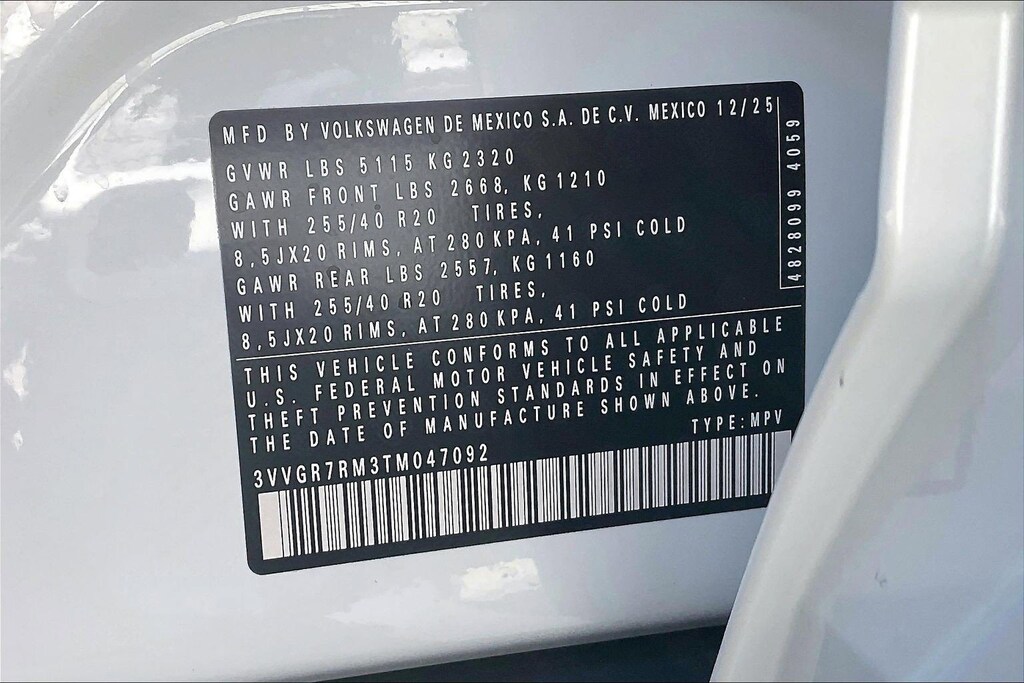 MFD BY VOLKSWAGEN DE MEXICO S.A. DE C.V. MEXICO 12/25
GVWR LBS 5115 KG 2320
GAWR FRONT LBS 2668, KG 1210
WITH 255/40 R20 TIRES,
8,5JX20 RIMS, AT 280 KPA, 41 PSI COLD
GAWR REAR LBS 2557, KG 1160
WITH 255/40 R20 TIRES,
8,5JX20 RIMS, AT 280 KPA, 41 PSI COLD
4828099 4059
THIS VEHICLE CONFORMS TO ALL APPLICABLE
U.S. FEDERAL MOTOR VEHICLE SAFETY AND
THEFT PREVENTION STANDARDS IN EFFECT ON
THE DATE OF MANUFACTURE SHOWN ABOVE.
TYPE: MPV
3VVGR7RM3TM047092